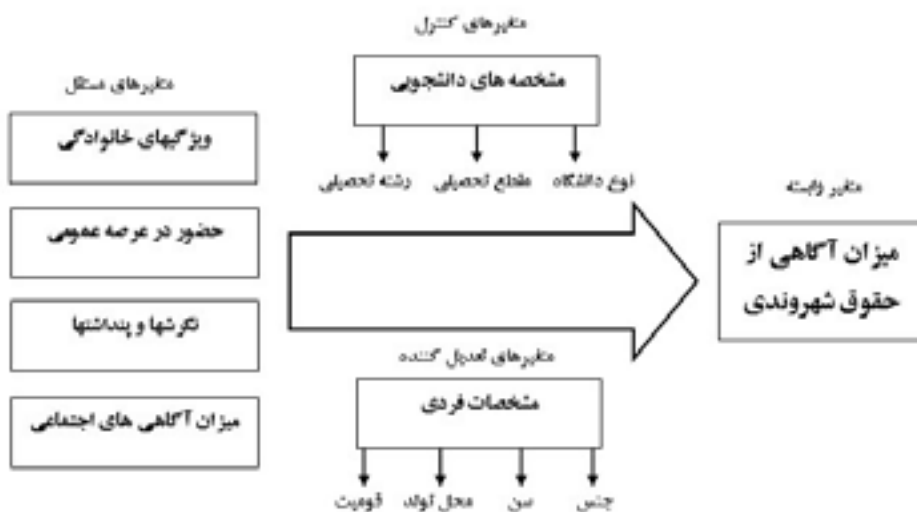 متغیرهای کنترل
مشخصه های دانشجویی
نوع دانشگاه
مقطع تحصیلی
رشته تحصیلی
متغیرهای مستقل
ویژگیهای خانوادگی
حضور در عرصه عمومی
نگرشها و پنداشتها
میزان آگاهی های اجتماعی
متغیر وابسته
میزان آگاهی از
حقوق شهروندی
متغیرهای تعدیل کننده
مشخصات فردی
جنس
سن
محل تولد
قومیت